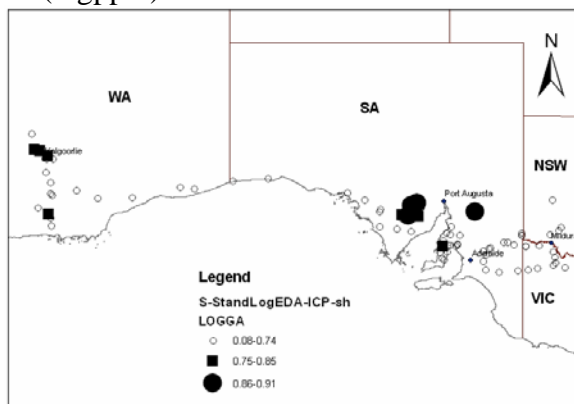 N
WA
SA
NSW
Port Augusta
Mildura
Adelaide
VIC
Legend
S-StandLogEDA-ICP-sh
LOGGA
0.08-0.74
0.75-0.85
0.86-0.91